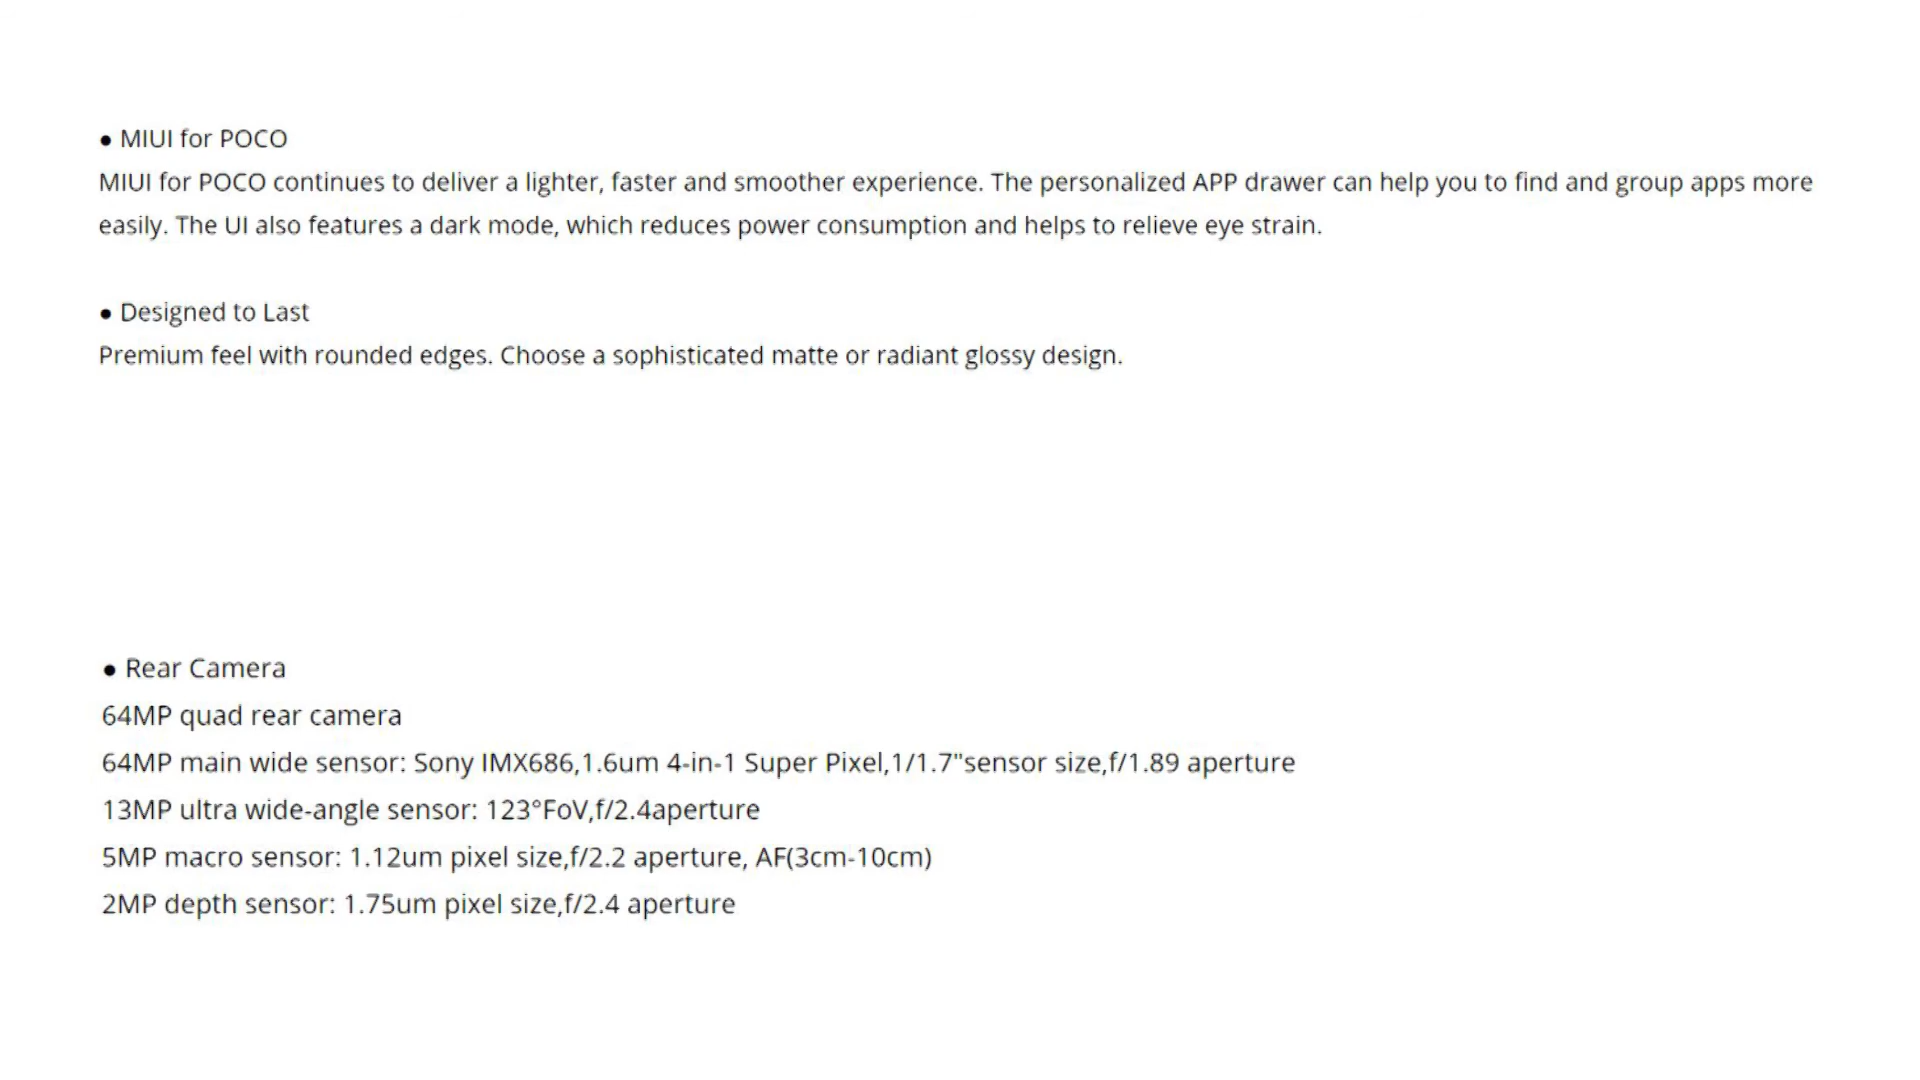 ● MIUI for POCO
MIUI for POCO continues to deliver a lighter, faster and smoother experience. The personalized APP drawer can help you to find and group apps more
easily. The UI also features a dark mode, which reduces power consumption and helps to relieve eye strain.
● Designed to Last
Premium feel with rounded edges. Choose a sophisticated matte or radiant glossy design.
● Rear Camera
64MP quad rear camera
64MP main wide sensor: Sony IMX686,1.6um 4-in-1 Super Pixel,1/1.7"sensor size,f/1.89 aperture
13MP ultra wide-angle sensor: 123°FoV,f/2.4aperture
5MP macro sensor: 1.12um pixel size,f/2.2 aperture, AF(3cm-10cm)
2MP depth sensor: 1.75um pixel size,f/2.4 aperture